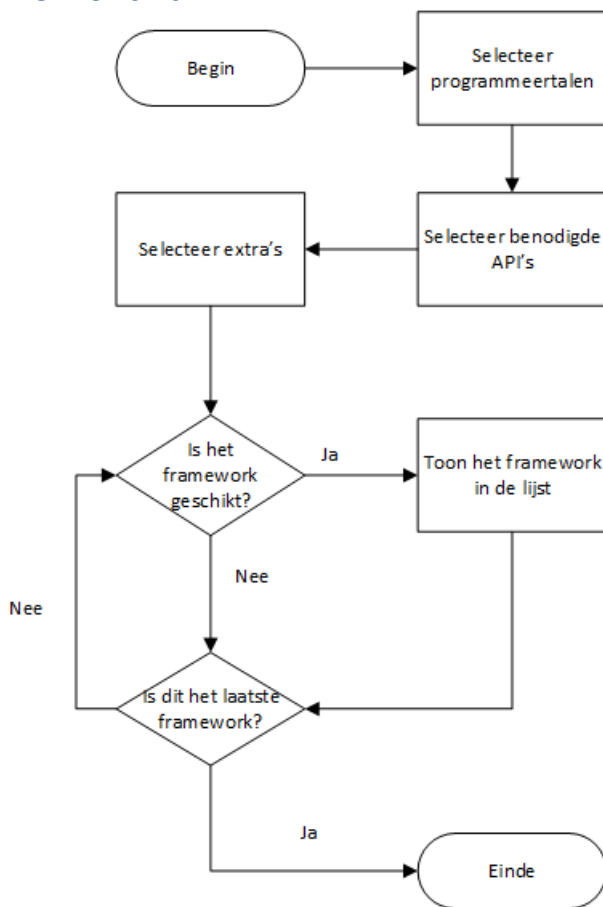 Begin
Selecteer
programmeertalen
Selecteer benodigde
API's
Selecteer extra's
Is het
framework
geschikt?
Ja
Toon het framework
in de lijst
Nee
Nee
Is dit het laatste
framework?
Ja
Einde